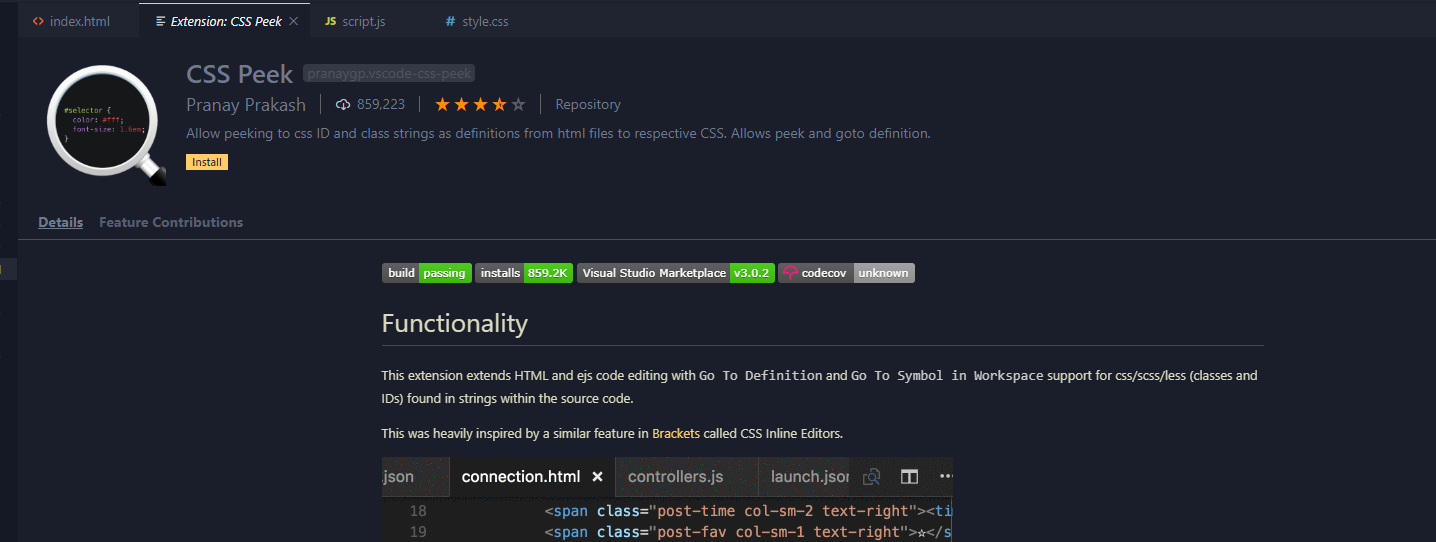 index.html Extension: CSS Peek script.js style.css
CSS Peek pranaygp.vscode-css-peek
Pranay Prakash 859,223 Repository
Allow peeking to css ID and class strings as definitions from html files to respective CSS. Allows peek and goto definition.
Install
#selector {
color: #fff;
font-size: 1.6em;
}
Details Feature Contributions
build passing installs 859.2K Visual Studio Marketplace v3.0.2 codecov unknown
Functionality
This extension extends HTML and ejs code editing with Go To Definition and Go To Symbol in Workspace support for css/scss/less (classes and
IDs) found in strings within the source code.
This was heavily inspired by a similar feature in Brackets called CSS Inline Editors.
.json connection.html × controllers.js launch.json
18 <span class="post-time col-sm-2 text-right"><ti
19 <span class="post-fav col-sm-1 text-right">☆</s